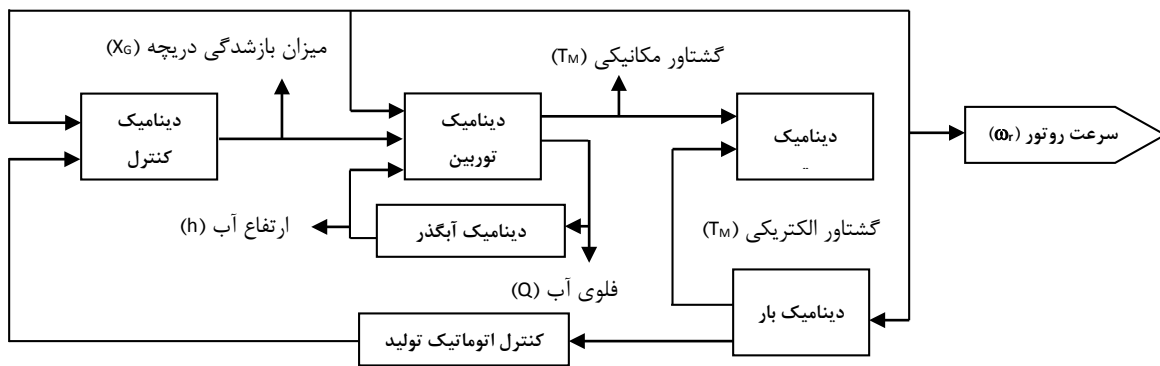 میزان بازشدگی دریچه (XG)
گشتاور مکانیکی (TM)
دینامیک
کنترل
دینامیک
توربین
دینامیک
سرعت روتور (ωr)
ارتفاع آب (h)
دینامیک آبگذر
گشتاور الکتریکی (TM)
فلوی آب (Q)
دینامیک بار
کنترل اتوماتیک تولید